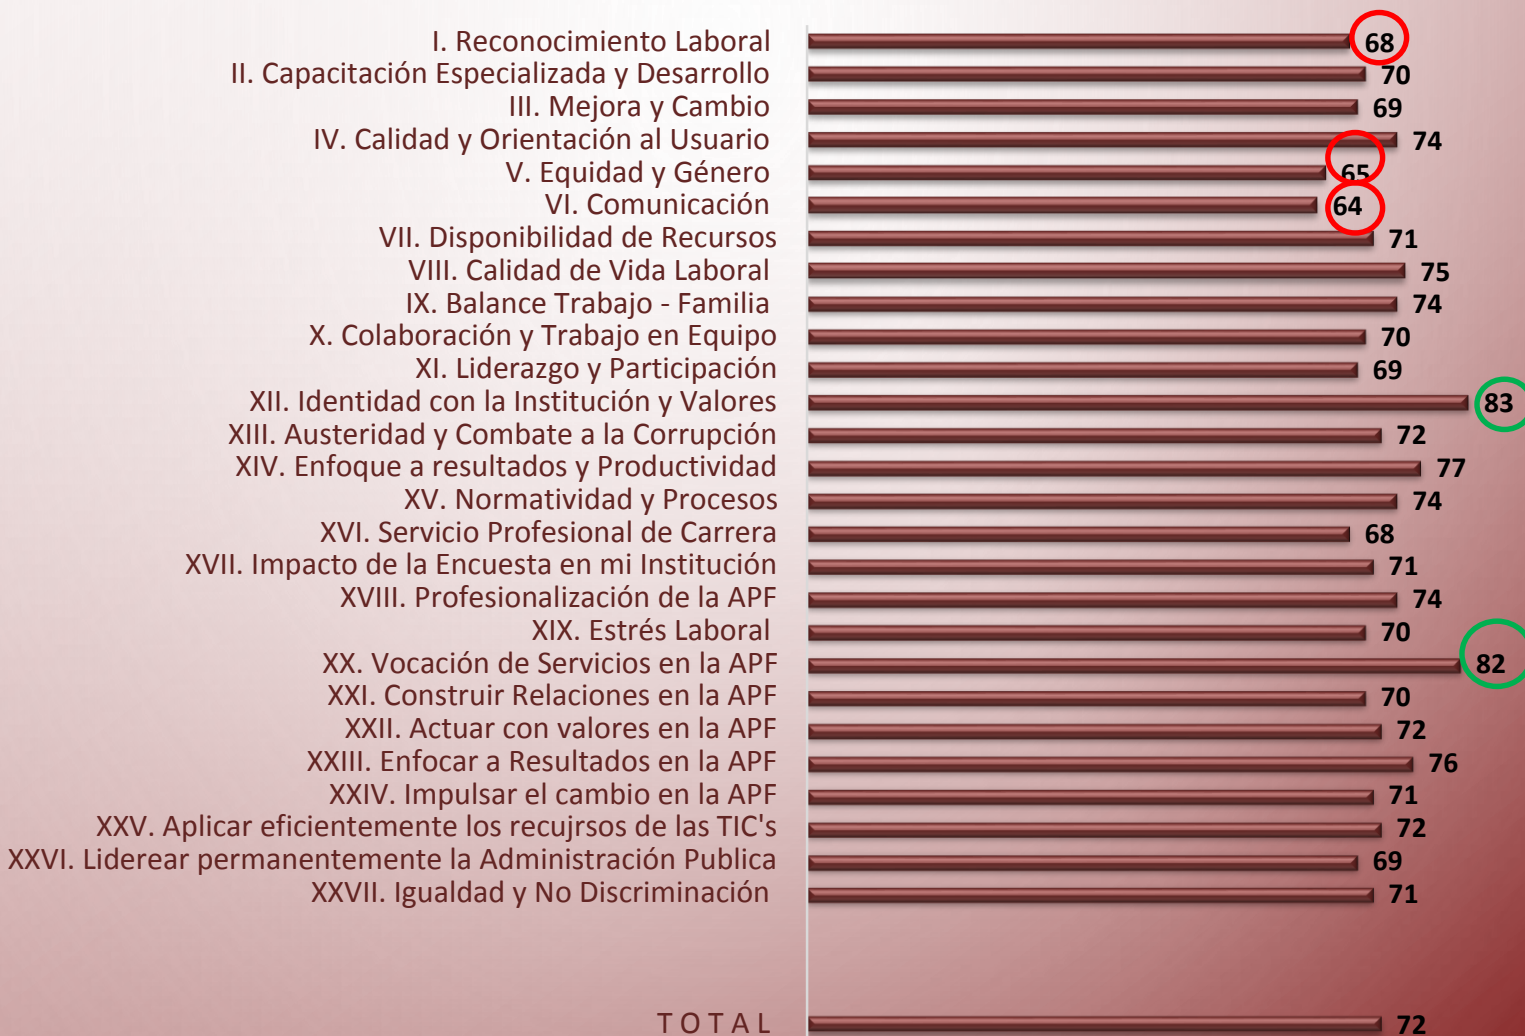 I. Reconocimiento Laboral 68
II. Capacitación Especializada y Desarrollo 70
III. Mejora y Cambio 69
IV. Calidad y Orientación al Usuario 74
V. Equidad y Género 65
VI. Comunicación 64
VII. Disponibilidad de Recursos 71
VIII. Calidad de Vida Laboral 75
IX. Balance Trabajo - Familia 74
X. Colaboración y Trabajo en Equipo 70
XI. Liderazgo y Participación 69
XII. Identidad con la Institución y Valores 83
XIII. Austeridad y Combate a la Corrupción 72
XIV. Enfoque a resultados y Productividad 77
XV. Normatividad y Procesos 74
XVI. Servicio Profesional de Carrera 68
XVII. Impacto de la Encuesta en mi Institución 71
XVIII. Profesionalización de la APF 74
XIX. Estrés Laboral 70
XX. Vocación de Servicios en la APF 82
XXI. Construir Relaciones en la APF 70
XXII. Actuar con valores en la APF 72
XXIII. Enfocar a Resultados en la APF 76
XXIV. Impulsar el cambio en la APF 71
XXV. Aplicar eficientemente los recujrsos de las TIC's 72
XXVI. Liderear permanentemente la Administración Publica 69
XXVII. Igualdad y No Discriminación 71
T O T A L 72